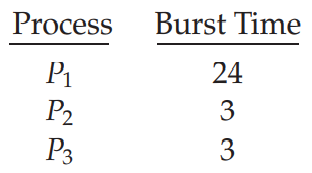 Process Burst Time
P₁ 24
P₂ 3
P₃ 3